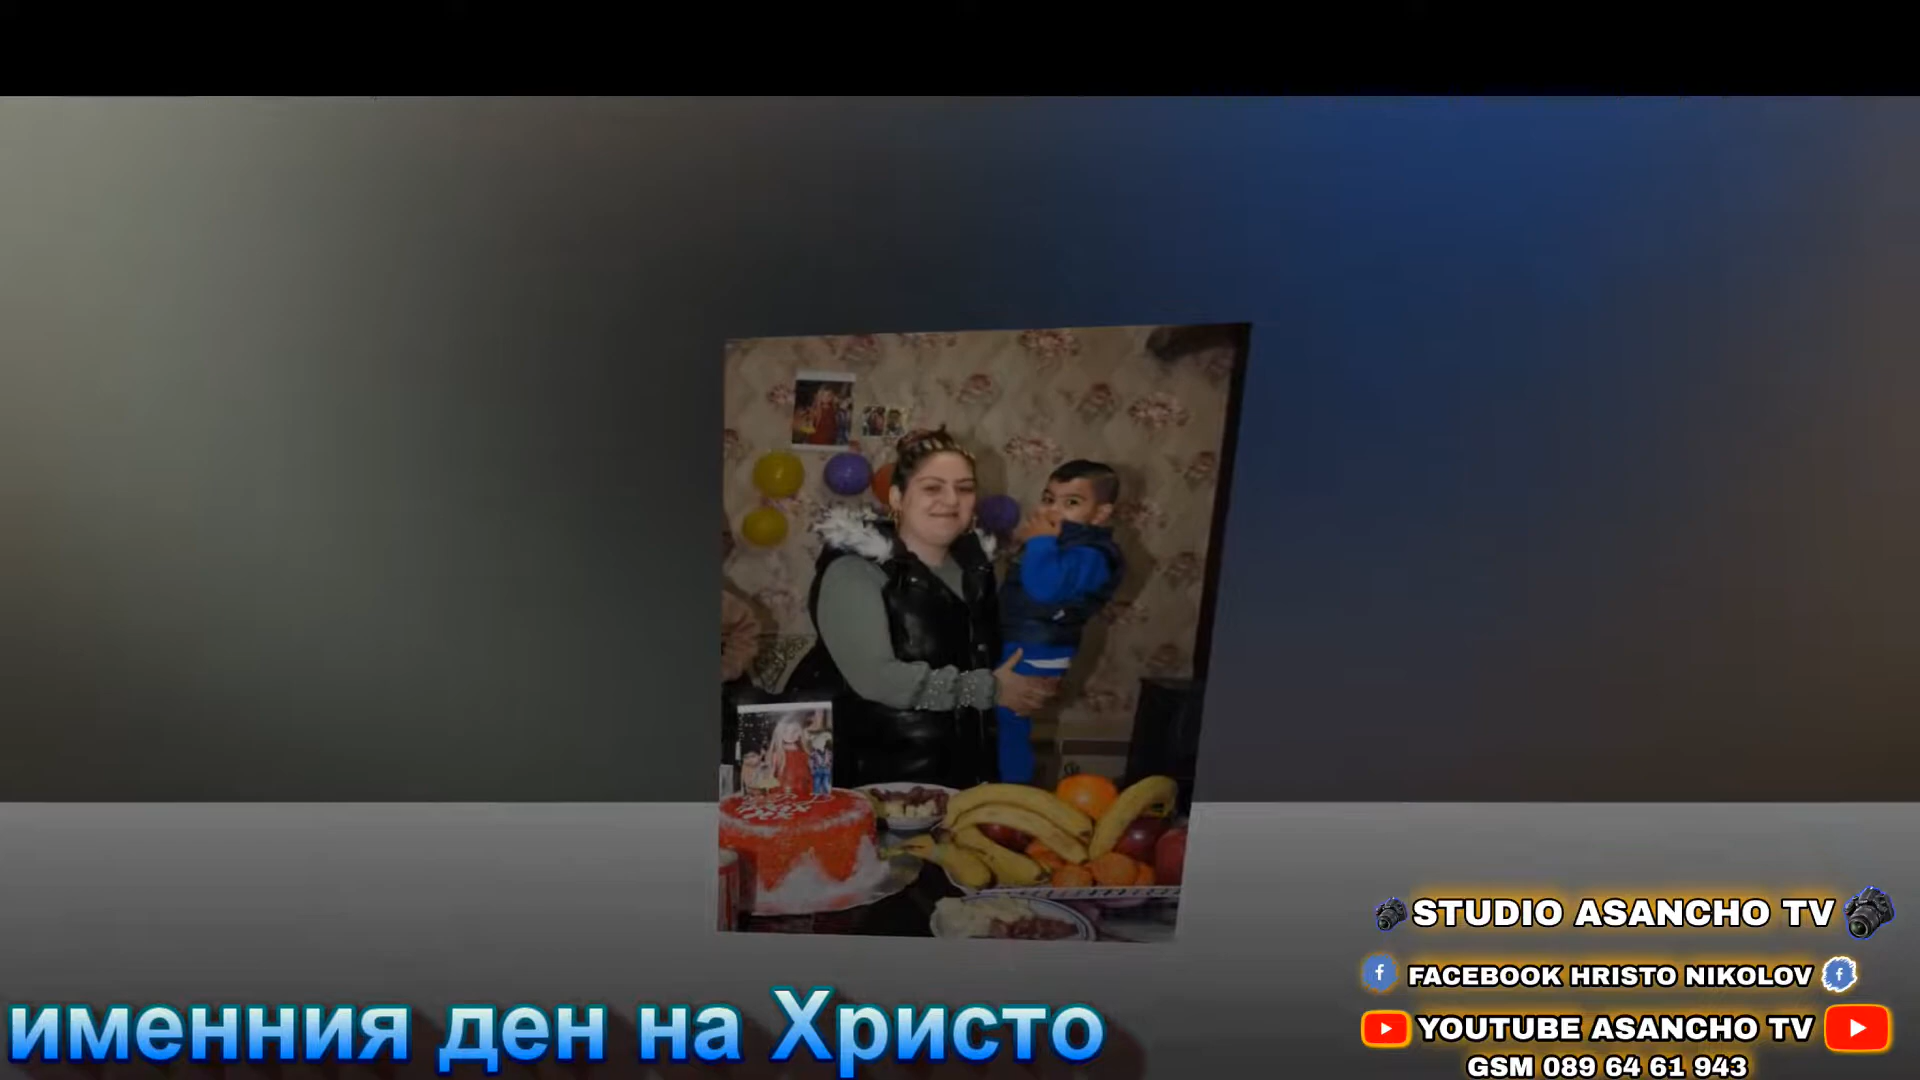 STUDIO ASANCHO TV
FACEBOOK HRISTO NIKOLOV
YOUTUBE ASANCHO TV
GSM 089 64 61 943
именния ден на Христо